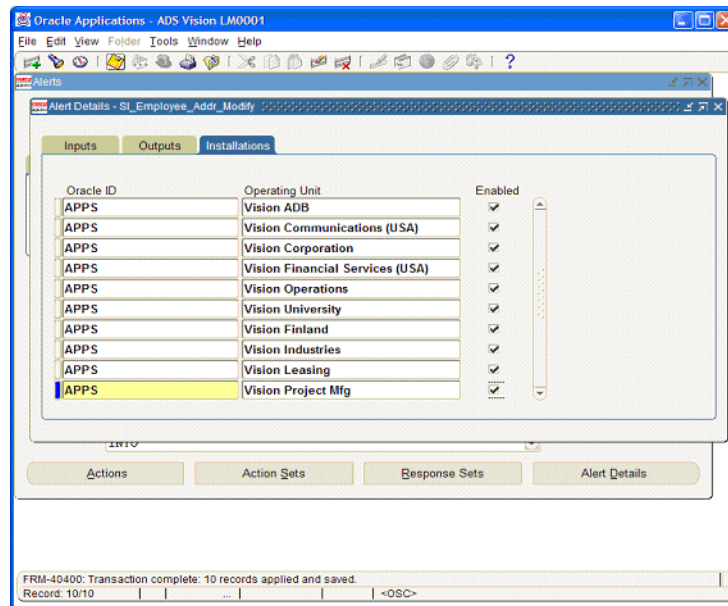 Oracle Applications - ADS Vision LM0001
File Edit View Folder Tools Window Help
Alerts
Alert Details - SI_Employee_Addr_Modify
Inputs Outputs Installations
Oracle ID Operating Unit Enabled
APPS Vision ADB
APPS Vision Communications (USA)
APPS Vision Corporation
APPS Vision Financial Services (USA)
APPS Vision Operations
APPS Vision University
APPS Vision Finland
APPS Vision Industries
APPS Vision Leasing
APPS Vision Project Mfg
Actions Action Sets Response Sets Alert Details
FRM-40400: Transaction complete: 10 records applied and saved.
Record: 10/10 ... <OSC>